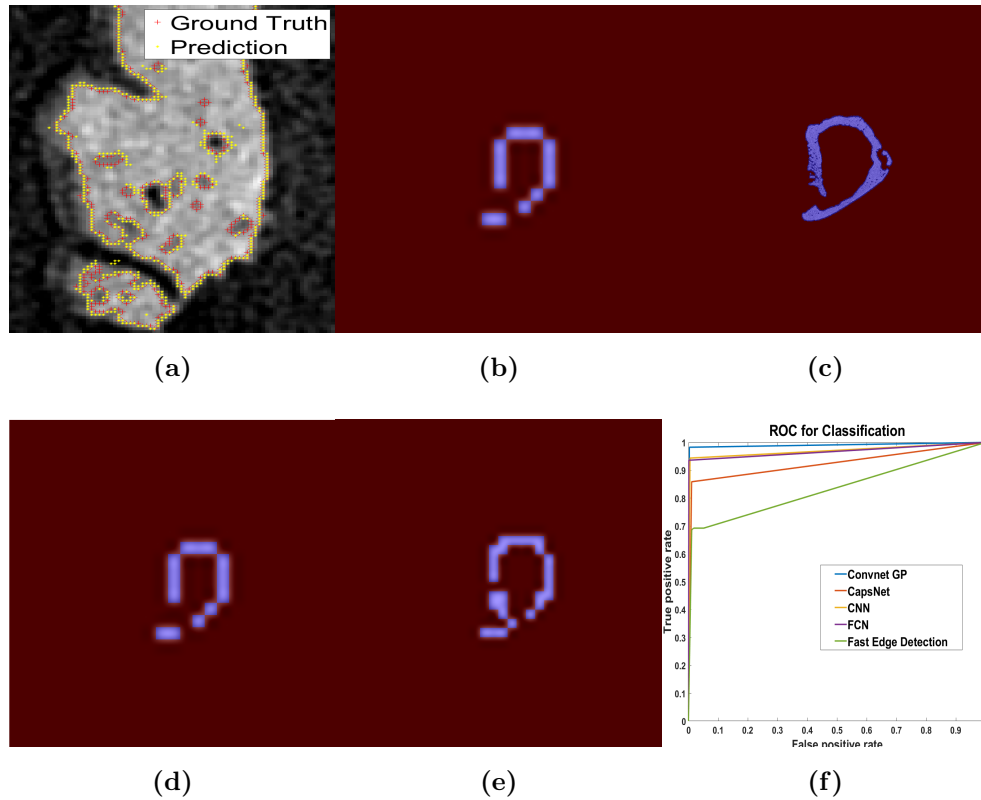 Ground Truth
Prediction
(a)
(b)
(c)
(d)
(e)
ROC for Classification
True positive rate
1
0.9
0.8
0.7
0.6
0.5
0.4
0.3
0.2
0.1
0
Convnet GP
CapsNet
CNN
FCN
Fast Edge Detection
0 0.1 0.2 0.3 0.4 0.5 0.6 0.7 0.8 0.9
False positive rate
(f)